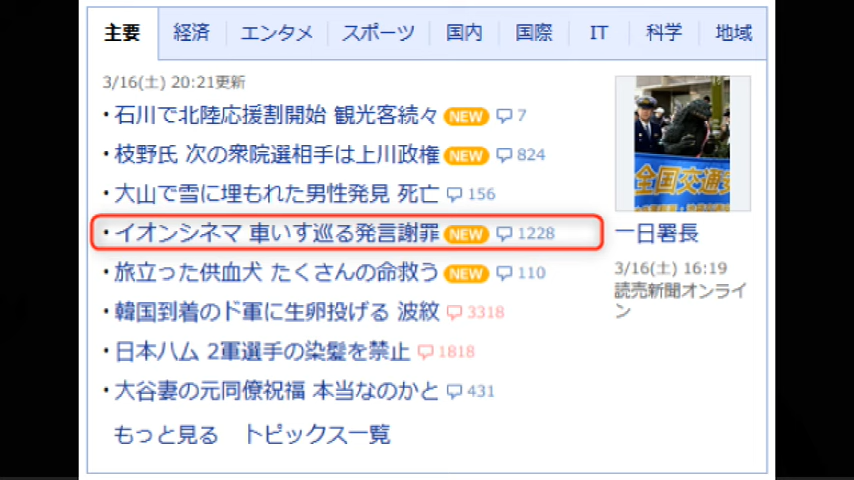 主要 経済 エンタメ スポーツ 国内 国際 IT 科学 地域
3/16(土) 20:21更新
・石川で北陸応援割開始 観光客続々 NEW 7
・枝野氏 次の衆院選相手は上川政権 NEW 824
・大山で雪に埋もれた男性発見 死亡 156
・イオンシネマ 車いす巡る発言謝罪 NEW 1228
・旅立った供血犬 たくさんの命救う NEW 110
・韓国到着のド軍に生卵投げる 波紋 3318
・日本ハム 2軍選手の染髪を禁止 1818
・大谷妻の元同僚祝福 本当なのかと 431
もっと見る トピックス一覧
全国交通安
一日署長
3/16(土) 16:19
読売新聞オンライ
ン